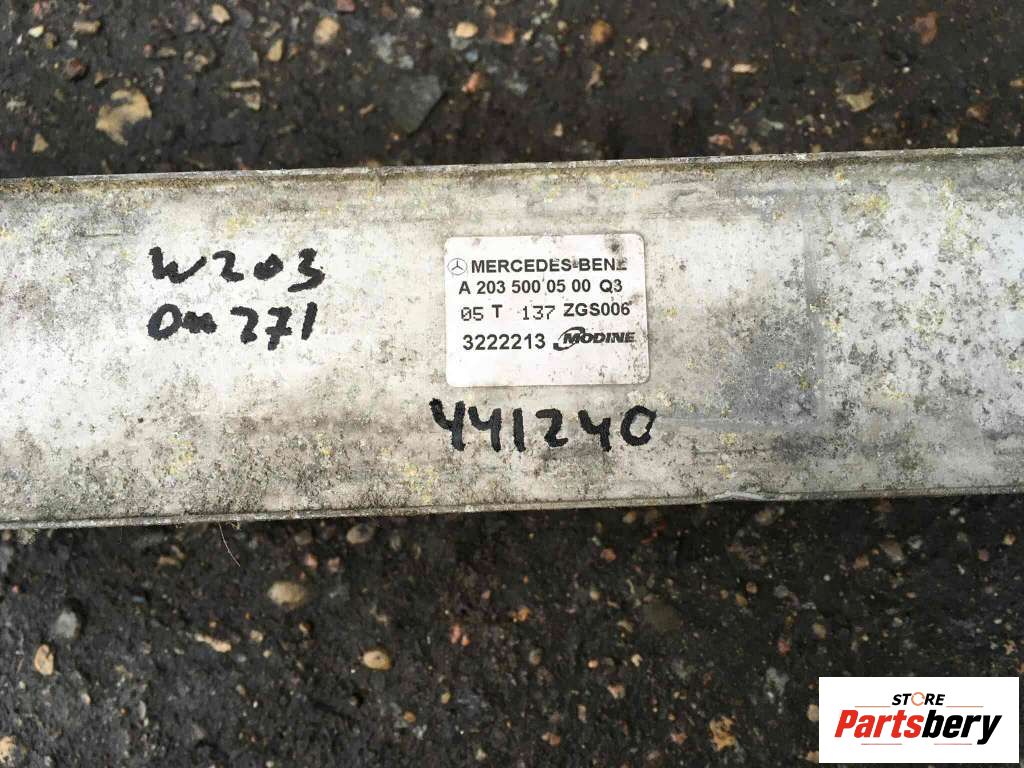 W203
Om 271
MERCEDES-BENZ
A 203 500 05 00 Q3
05 T 137 ZGS006
3222213 MODINE
441240
STORE
Partsbery